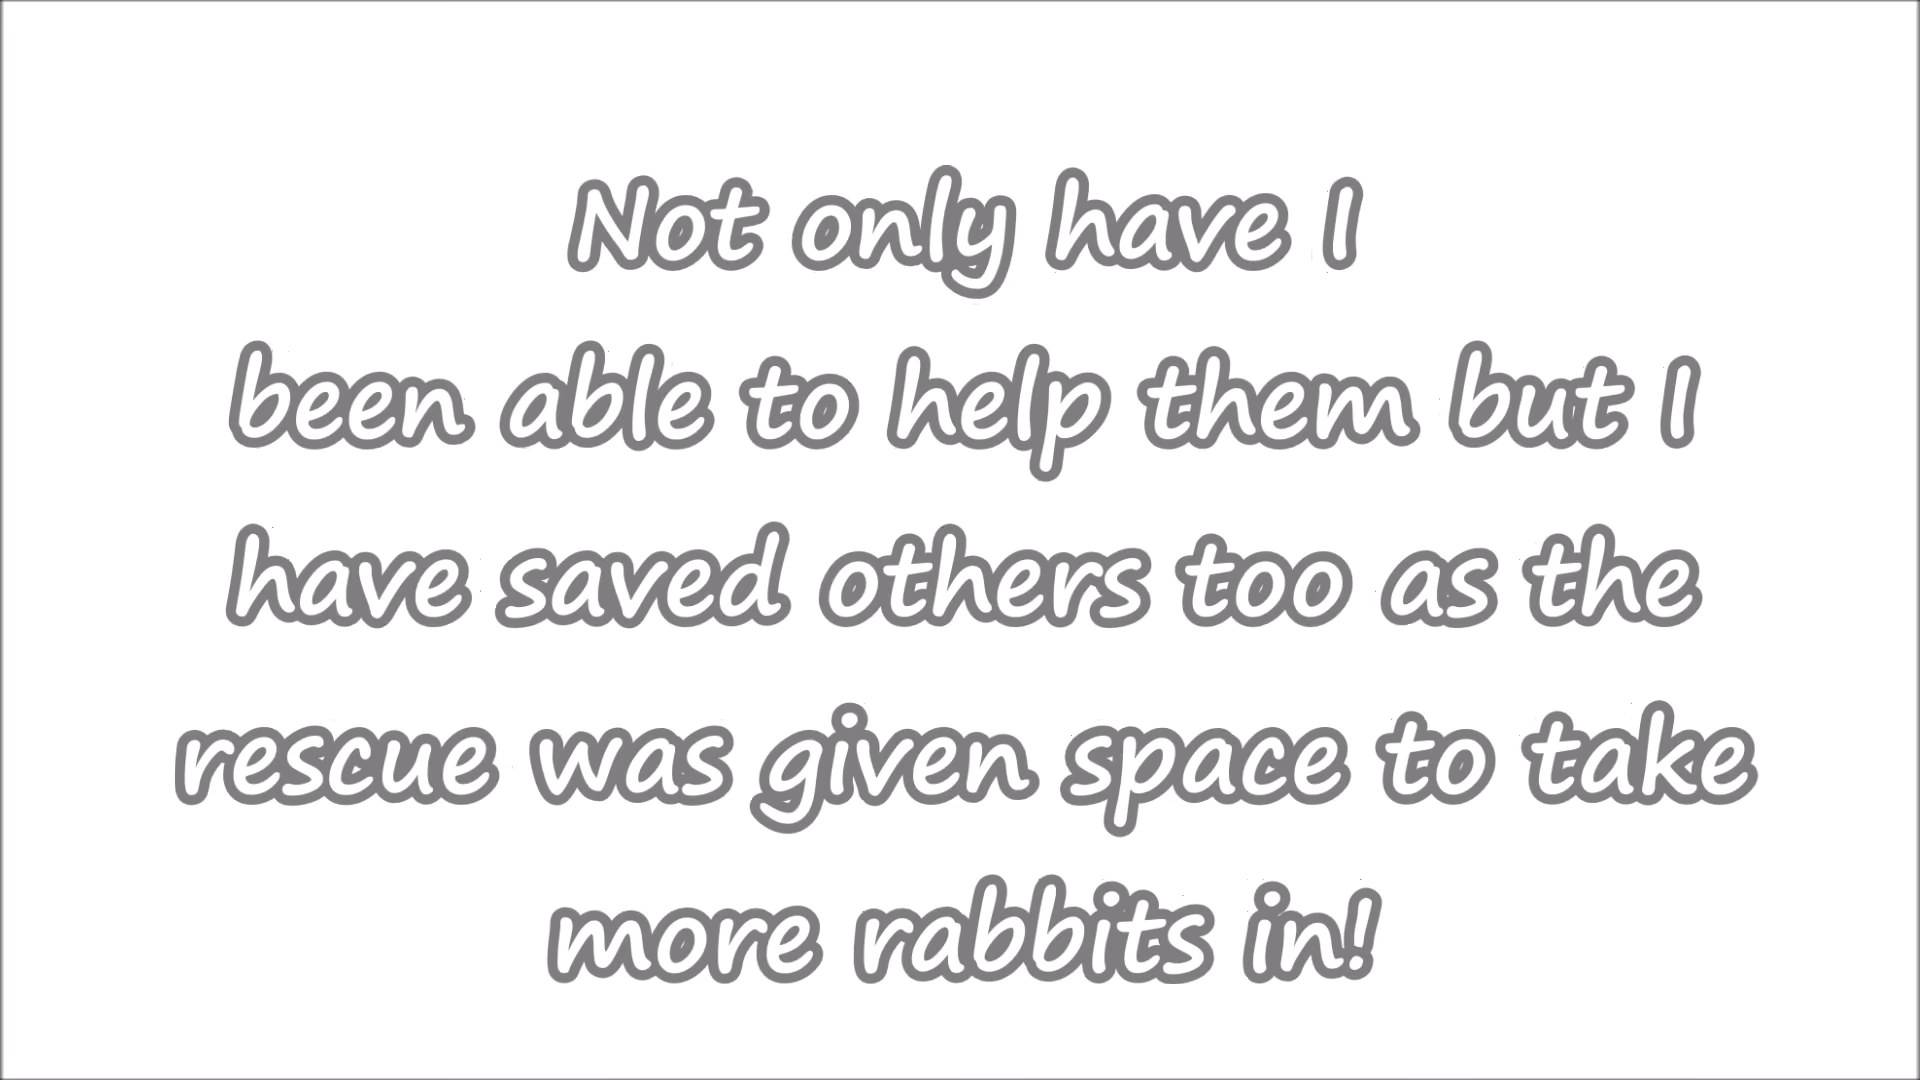 Not only have I
been able to help them but I
have saved others too as the
rescue was given space to take
more rabbits in!